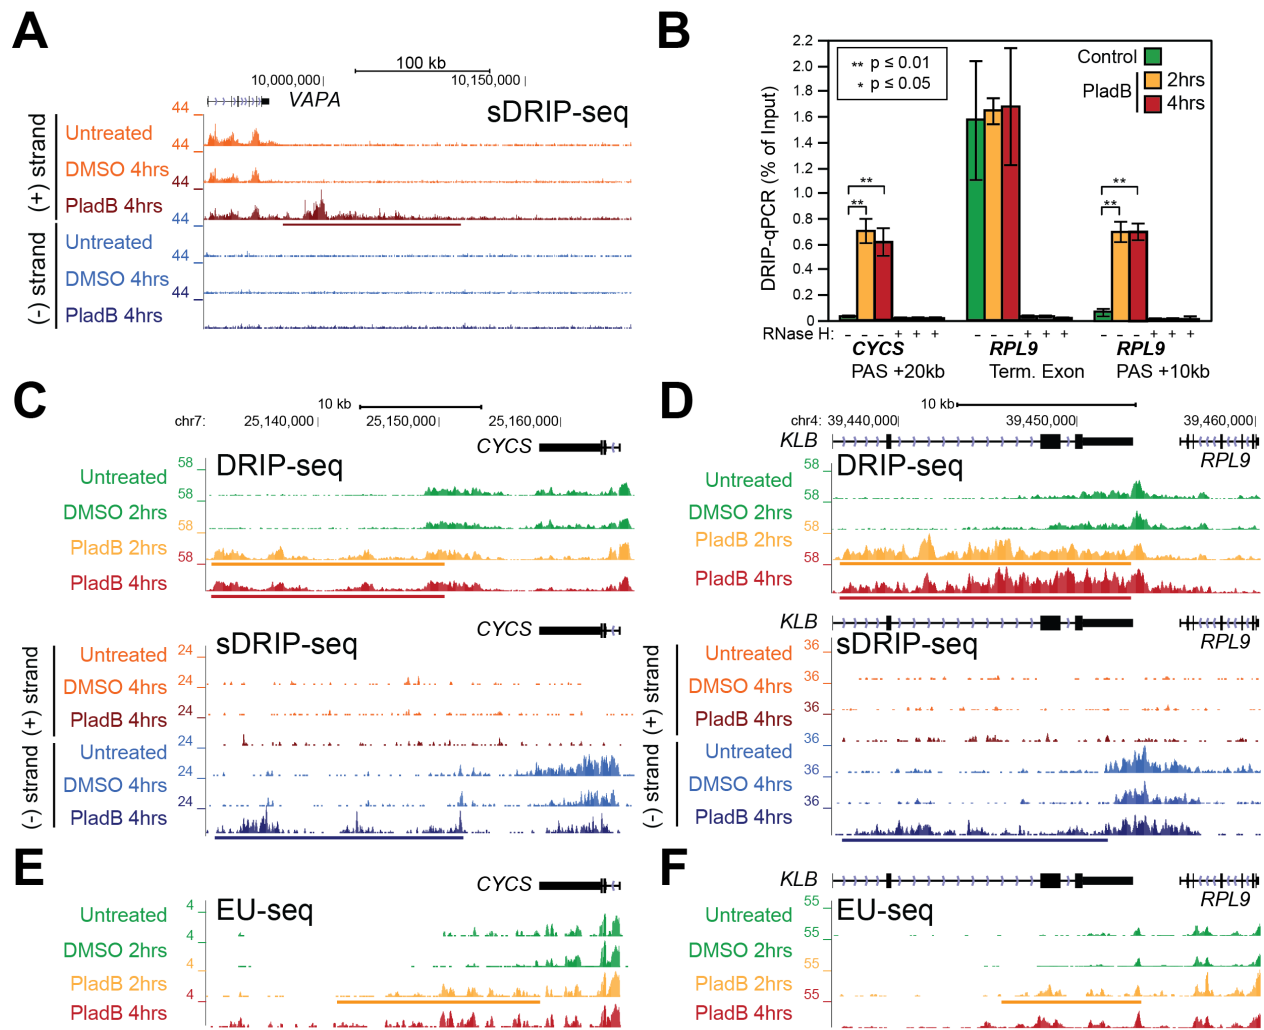 A
100 kb
10,000,000
10,150,000
VAPA
sDRIP-seq
44
(+) strand
Untreated
44
DMSO 4hrs
44
PladB 4hrs
44
(-) strand
Untreated
44
DMSO 4hrs
44
PladB 4hrs
B
DRIP-qPCR (% of Input)
2.2
2.0
1.8
1.6
1.4
1.2
1.0
0.8
0.6
0.4
0.2
0
** p ≤ 0.01
* p ≤ 0.05
Control
PladB
2hrs
4hrs
**
**
**
**
RNase H: - - - + + + - - - + + + - - - + + +
CYCS RPL9 RPL9
PAS +20kb Term. Exon PAS +10kb
C
10 kb
chr7: 25,140,000 25,150,000 25,160,000
CYCS
DRIP-seq
58
Untreated
58
DMSO 2hrs
58
PladB 2hrs
58
PladB 4hrs
CYCS
sDRIP-seq
(+) strand
Untreated
24
DMSO 4hrs
24
PladB 4hrs
24
(-) strand
Untreated
24
DMSO 4hrs
24
PladB 4hrs
24
D
10 kb
chr4: 39,440,000 39,450,000 39,460,000
KLB
RPL9
DRIP-seq
58
Untreated
58
DMSO 2hrs
58
PladB 2hrs
58
PladB 4hrs
KLB
RPL9
sDRIP-seq
(+) strand
Untreated
36
DMSO 4hrs
36
PladB 4hrs
36
(-) strand
Untreated
36
DMSO 4hrs
36
PladB 4hrs
36
E
CYCS
EU-seq
4
Untreated
4
DMSO 2hrs
4
PladB 2hrs
4
PladB 4hrs
F
KLB
RPL9
EU-seq
55
Untreated
55
DMSO 2hrs
55
PladB 2hrs
55
PladB 4hrs